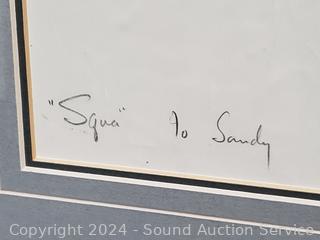 "Squa" To Sandy
Copyright © 2024 - Sound Auction Service -